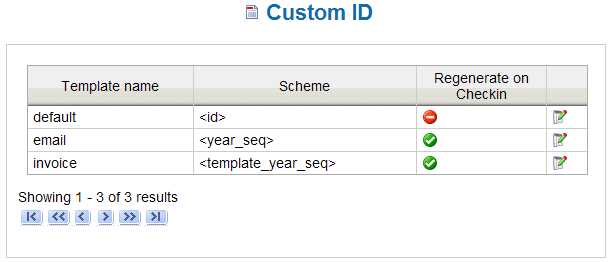 Custom ID
Template name Scheme Regenerate on Checkin
default <id>
email <year_seq>
invoice <template_year_seq>
Showing 1 - 3 of 3 results